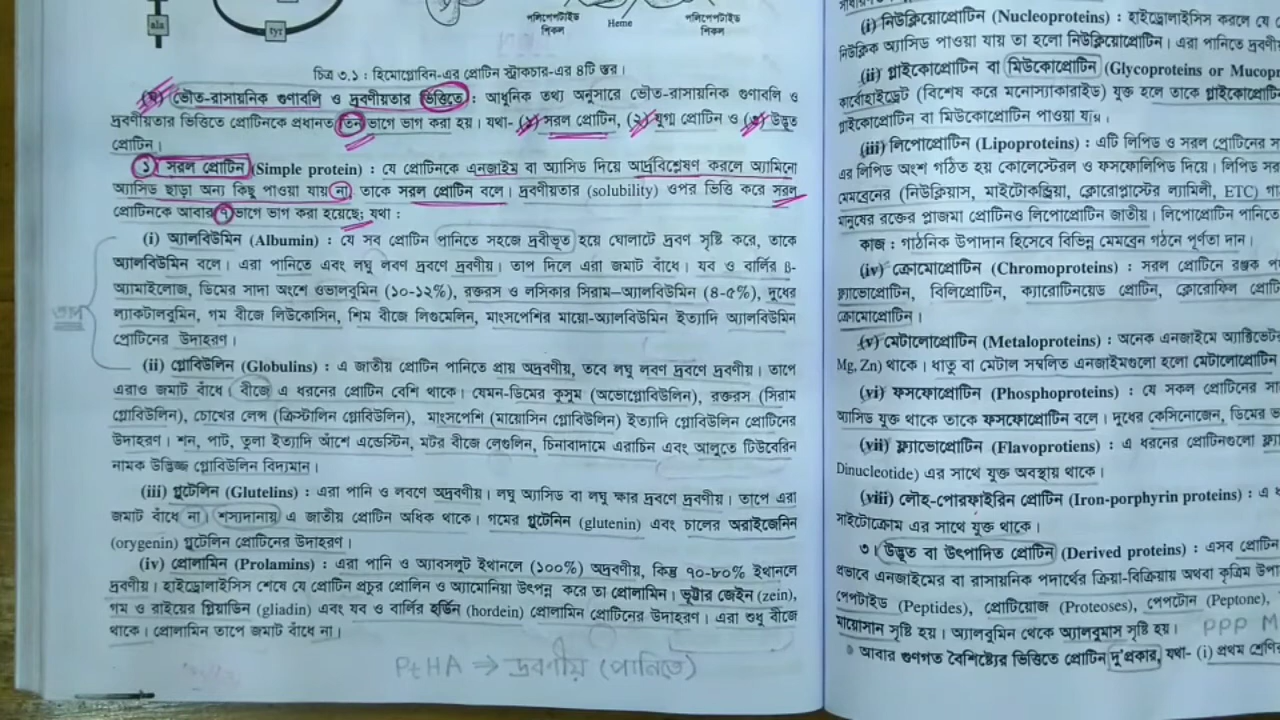 ala
tyr
পলিপেপটাইড
শিকল
Heme
পলিপেপটাইড
শিকল
চিত্র ৩.১ : হিমোগ্লোবিন-এর প্রোটিন স্ট্রাকচার-এর ৪টি স্তর।
(খ) ভৌত-রাসায়নিক গুণাবলি ও দ্রবণীয়তার ভিত্তিতে : আধুনিক তথ্য অনুসারে ভৌত-রাসায়নিক গুণাবলি ও
দ্রবণীয়তার ভিত্তিতে প্রোটিনকে প্রধানত তিন ভাগে ভাগ করা হয়। যথা- (১) সরল প্রোটিন, (২) যুগ্ম প্রোটিন ও (৩) উদ্ভূত
প্রোটিন।
১ সরল প্রোটিন (Simple protein) : যে প্রোটিনকে এনজাইম বা অ্যাসিড দিয়ে আর্দ্রবিশ্লেষণ করলে অ্যামিনো
অ্যাসিড ছাড়া অন্য কিছু পাওয়া যায় না তাকে সরল প্রোটিন বলে। দ্রবণীয়তার (solubility) ওপর ভিত্তি করে সরল
প্রোটিনকে আবার ৭ ভাগে ভাগ করা হয়েছে; যথা :
(i) অ্যালবিউমিন (Albumin) : যে সব প্রোটিন পানিতে সহজে দ্রবীভূত হয়ে ঘোলাটে দ্রবণ সৃষ্টি করে, তাকে
অ্যালবিউমিন বলে। এরা পানিতে এবং লঘু লবণ দ্রবণে দ্রবণীয়। তাপ দিলে এরা জমাট বাঁধে। যব ও বার্লির β-
অ্যামাইলোজ, ডিমের সাদা অংশে ওভালবুমিন (১০-১২%), রক্তরস ও লসিকার সিরাম–অ্যালবিউমিন (৪-৫%), দুধের
ল্যাকটালবুমিন, গম বীজে লিউকোসিন, শিম বীজে লিগুমেলিন, মাংসপেশির মায়ো-অ্যালবিউমিন ইত্যাদি অ্যালবিউমিন
প্রোটিনের উদাহরণ।
তাপ
(ii) গ্লোবিউলিন (Globulins) : এ জাতীয় প্রোটিন পানিতে প্রায় অদ্রবণীয়, তবে লঘু লবণ দ্রবণে দ্রবণীয়। তাপে
এরাও জমাট বাঁধে। বীজে এ ধরনের প্রোটিন বেশি থাকে। যেমন-ডিমের কুসুম (অভোগ্লোবিউলিন), রক্তরস (সিরাম
গ্লোবিউলিন), চোখের লেন্স (ক্রিস্টালিন গ্লোবিউলিন), মাংসপেশি (মায়োসিন গ্লোবিউলিন) ইত্যাদি গ্লোবিউলিন প্রোটিনের
উদাহরণ। শন, পাট, তুলা ইত্যাদি আঁশে এডেস্টিন, মটর বীজে লেগুলিন, চিনাবাদামে এরাচিন এবং আলুতে টিউবেরিন
নামক উদ্ভিজ্জ গ্লোবিউলিন বিদ্যমান।
(iii) গ্লুটেলিন (Glutelins) : এরা পানি ও লবণে অদ্রবণীয়। লঘু অ্যাসিড বা লঘু ক্ষার দ্রবণে দ্রবণীয়। তাপে এরা
জমাট বাঁধে না। শস্যদানায় এ জাতীয় প্রোটিন অধিক থাকে। গমের গ্লুটেনিন (glutenin) এবং চালের অরাইজেনিন
(orygenin) গ্লুটেলিন প্রোটিনের উদাহরণ।
(iv) প্রোলামিন (Prolamins) : এরা পানি ও অ্যাবসলুট ইথানলে (১০০%) অদ্রবণীয়, কিন্তু ৭০-৮০% ইথানলে
দ্রবণীয়। হাইড্রোলাইসিস শেষে যে প্রোটিন প্রচুর প্রোলিন ও অ্যামোনিয়া উৎপন্ন করে তা প্রোলামিন। ভুট্টার জেইন (zein),
গম ও রাইয়ের গ্লিয়াডিন (gliadin) এবং যব ও বার্লির হর্ডিন (hordein) প্রোলামিন প্রোটিনের উদাহরণ। এরা শুধু বীজে
থাকে। প্রোলামিন তাপে জমাট বাঁধে না।
PtHA → দ্রবণীয় (পানিতে)
(i) নিউক্লিয়োপ্রোটিন (Nucleoproteins) : হাইড্রোলাইসিস করলে যে
নিউক্লিক অ্যাসিড পাওয়া যায় তা হলো নিউক্লিয়োপ্রোটিন। এরা পানিতে দ্রবণীয়
(ii) গ্লাইকোপ্রোটিন বা মিউকোপ্রোটিন (Glycoproteins or Mucop
কার্বোহাইড্রেট (বিশেষ করে মনোস্যাকারাইড) যুক্ত হলে তাকে গ্লাইকোপ্রোটিন
গ্লাইকোপ্রোটিন বা মিউকোপ্রোটিন পাওয়া যায়।
(iii) লিপোপ্রোটিন (Lipoproteins) : এটি লিপিড ও সরল প্রোটিনের
এর লিপিড অংশ গঠিত হয় কোলেস্টেরল ও ফসফোলিপিড দিয়ে। লিপিড
মেমব্রেনের (নিউক্লিয়াস, মাইটোকন্ড্রিয়া, ক্লোরোপ্লাস্টের ল্যামিলী, ETC)
মানুষের রক্তের প্লাজমা প্রোটিনও লিপোপ্রোটিন জাতীয়। লিপোপ্রোটিন পানিতে
কাজ : গাঠনিক উপাদান হিসেবে বিভিন্ন মেমব্রেন গঠনে পূর্ণতা দান।
(iv) ক্রোমোপ্রোটিন (Chromoproteins) : সরল প্রোটিনে রঞ্জক
ফ্ল্যাভোপ্রোটিন, বিলিপ্রোটিন, ক্যারোটিনয়েড প্রোটিন, ক্লোরোফিল
ক্রোমোপ্রোটিন।
(v) মেটালোপ্রোটিন (Metaloproteins) : অনেক এনজাইমে
Mg, Zn) থাকে। ধাতু বা মেটাল সম্বলিত এনজাইমগুলো হলো মেটালোপ্রোটিন
(vi) ফসফোপ্রোটিন (Phosphoproteins) : যে সকল প্রোটিনের
অ্যাসিড যুক্ত থাকে তাকে ফসফোপ্রোটিন বলে। দুধের কেসিনোজেন, ডিমের
(vii) ফ্ল্যাভোপ্রোটিন (Flavoprotiens) : এ ধরনের প্রোটিনগুলো
Dinucleotide) এর সাথে যুক্ত অবস্থায় থাকে।
(viii) লৌহ-পোরফাইরিন প্রোটিন (Iron-porphyrin proteins) : এ
সাইটোক্রোম এর সাথে যুক্ত থাকে।
৩। উদ্ভূত বা উৎপাদিত প্রোটিন (Derived proteins) : এসব প্রোটিন
প্রভাবে এনজাইমের বা রাসায়নিক পদার্থের ক্রিয়া-বিক্রিয়ায় অথবা কৃত্রিম
পেপটাইড (Peptides), প্রোটিয়োজ (Proteoses), পেপটোন (Peptone),
মায়োসান সৃষ্টি হয়। অ্যালবুমিন থেকে অ্যালবুমাস সৃষ্টি হয়। PPP M
আবার গুণগত বৈশিষ্ট্যের ভিত্তিতে প্রোটিন দু'প্রকার, যথা- (i) প্রথম